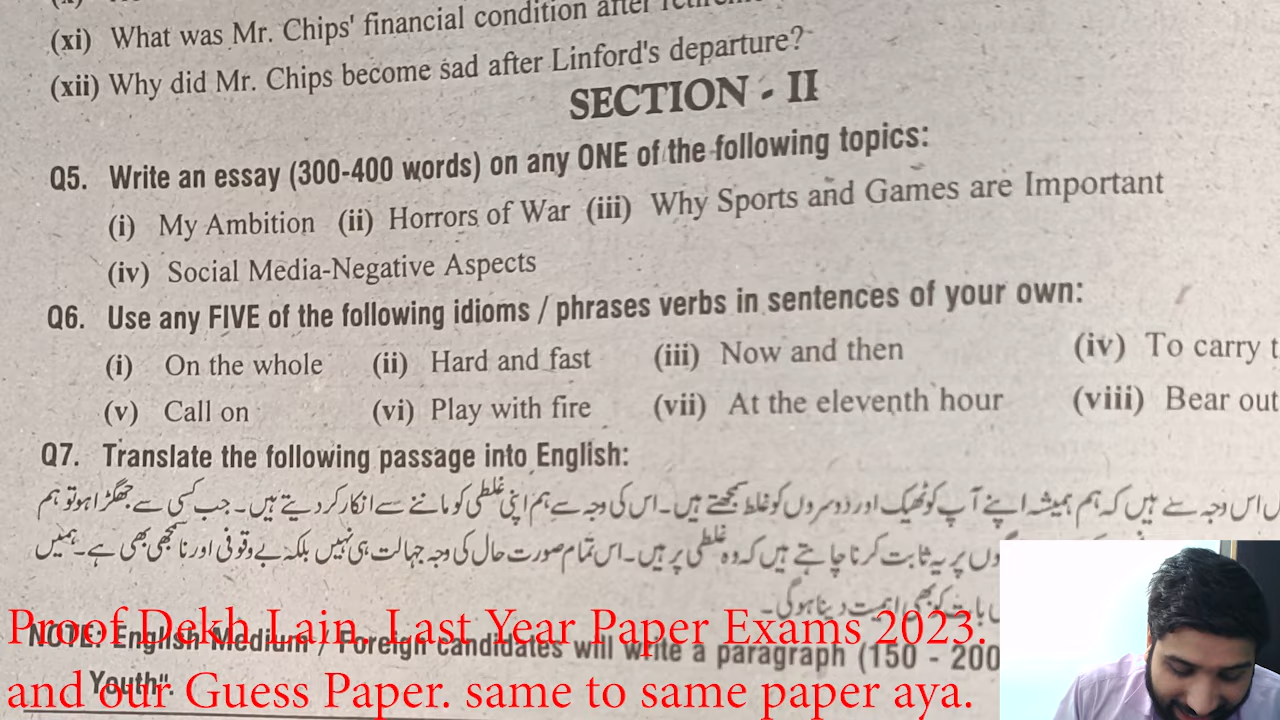 (xi) What was Mr. Chips' financial condition after
(xii) Why did Mr. Chips become sad after Linford's departure?
SECTION - II
Q5. Write an essay (300-400 words) on any ONE of the following topics:
(i) My Ambition (ii) Horrors of War (iii) Why Sports and Games are Important
(iv) Social Media-Negative Aspects
Q6. Use any FIVE of the following idioms / phrases verbs in sentences of your own:
(i) On the whole (ii) Hard and fast (iii) Now and then (iv) To carry
(v) Call on (vi) Play with fire (vii) At the eleventh hour (viii) Bear out
Q7. Translate the following passage into English:
اس وجہ سے ہیں کہ ہم ہمیشہ اپنے آپ کو ٹھیک اور دوسروں کو غلط سمجھتے ہیں۔ اس کی وجہ سے ہم اپنی غلطی کو ماننے سے انکار کر دیتے ہیں۔ جب کسی سے جھگڑا ہو تو ہم
پر یہ ثابت کرنا چاہتے ہیں کہ وہ غلطی پر ہیں۔ اس تمام صورت حال کی وجہ جہالت ہی نہیں بلکہ بے وقوفی اور ناسمجھی بھی ہے۔ ہمیں
بات کو بھی اہمیت دینا ہوگی۔
NOTE: English Medium / Foreign candidates will write a paragraph (150 - 200
Youth".
Proof Dekh Lain. Last Year Paper Exams 2023.
and our Guess Paper. same to same paper aya.